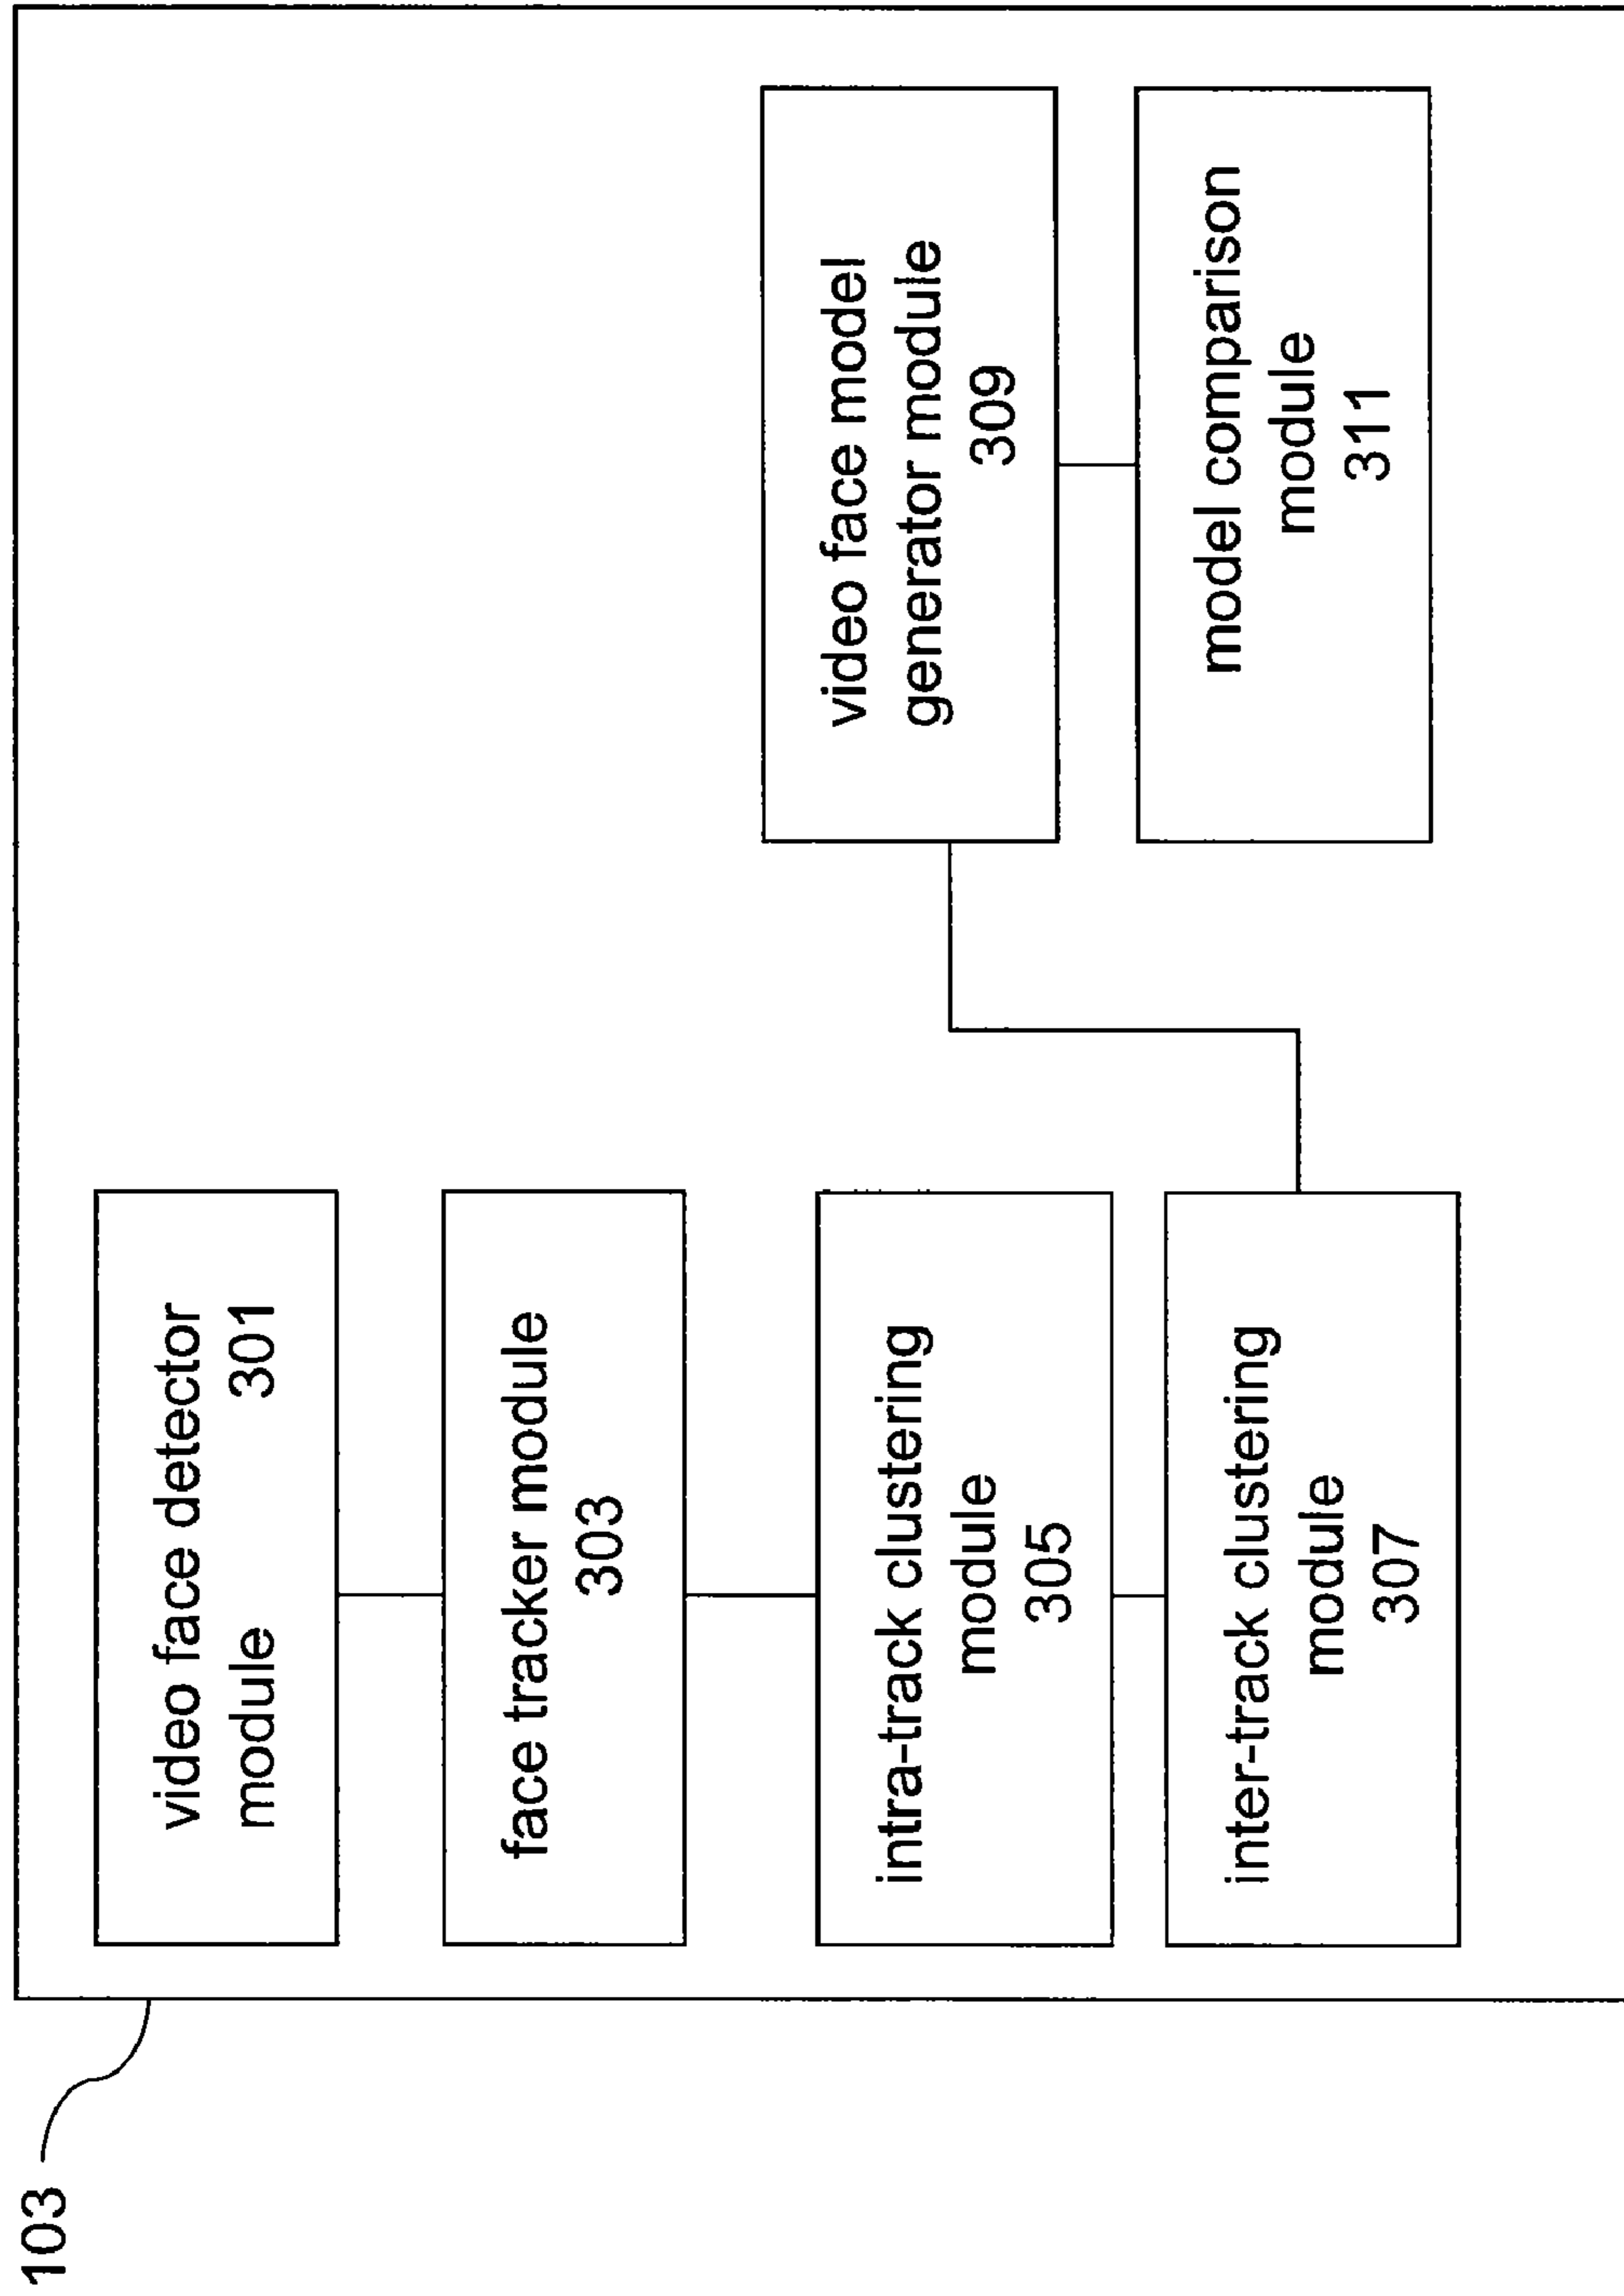 103
video face detector
module 301
face tracker module
303
intra-track clustering
module
305
inter-track clustering
module
307
video face model
generator module
309
model comparison
module
311